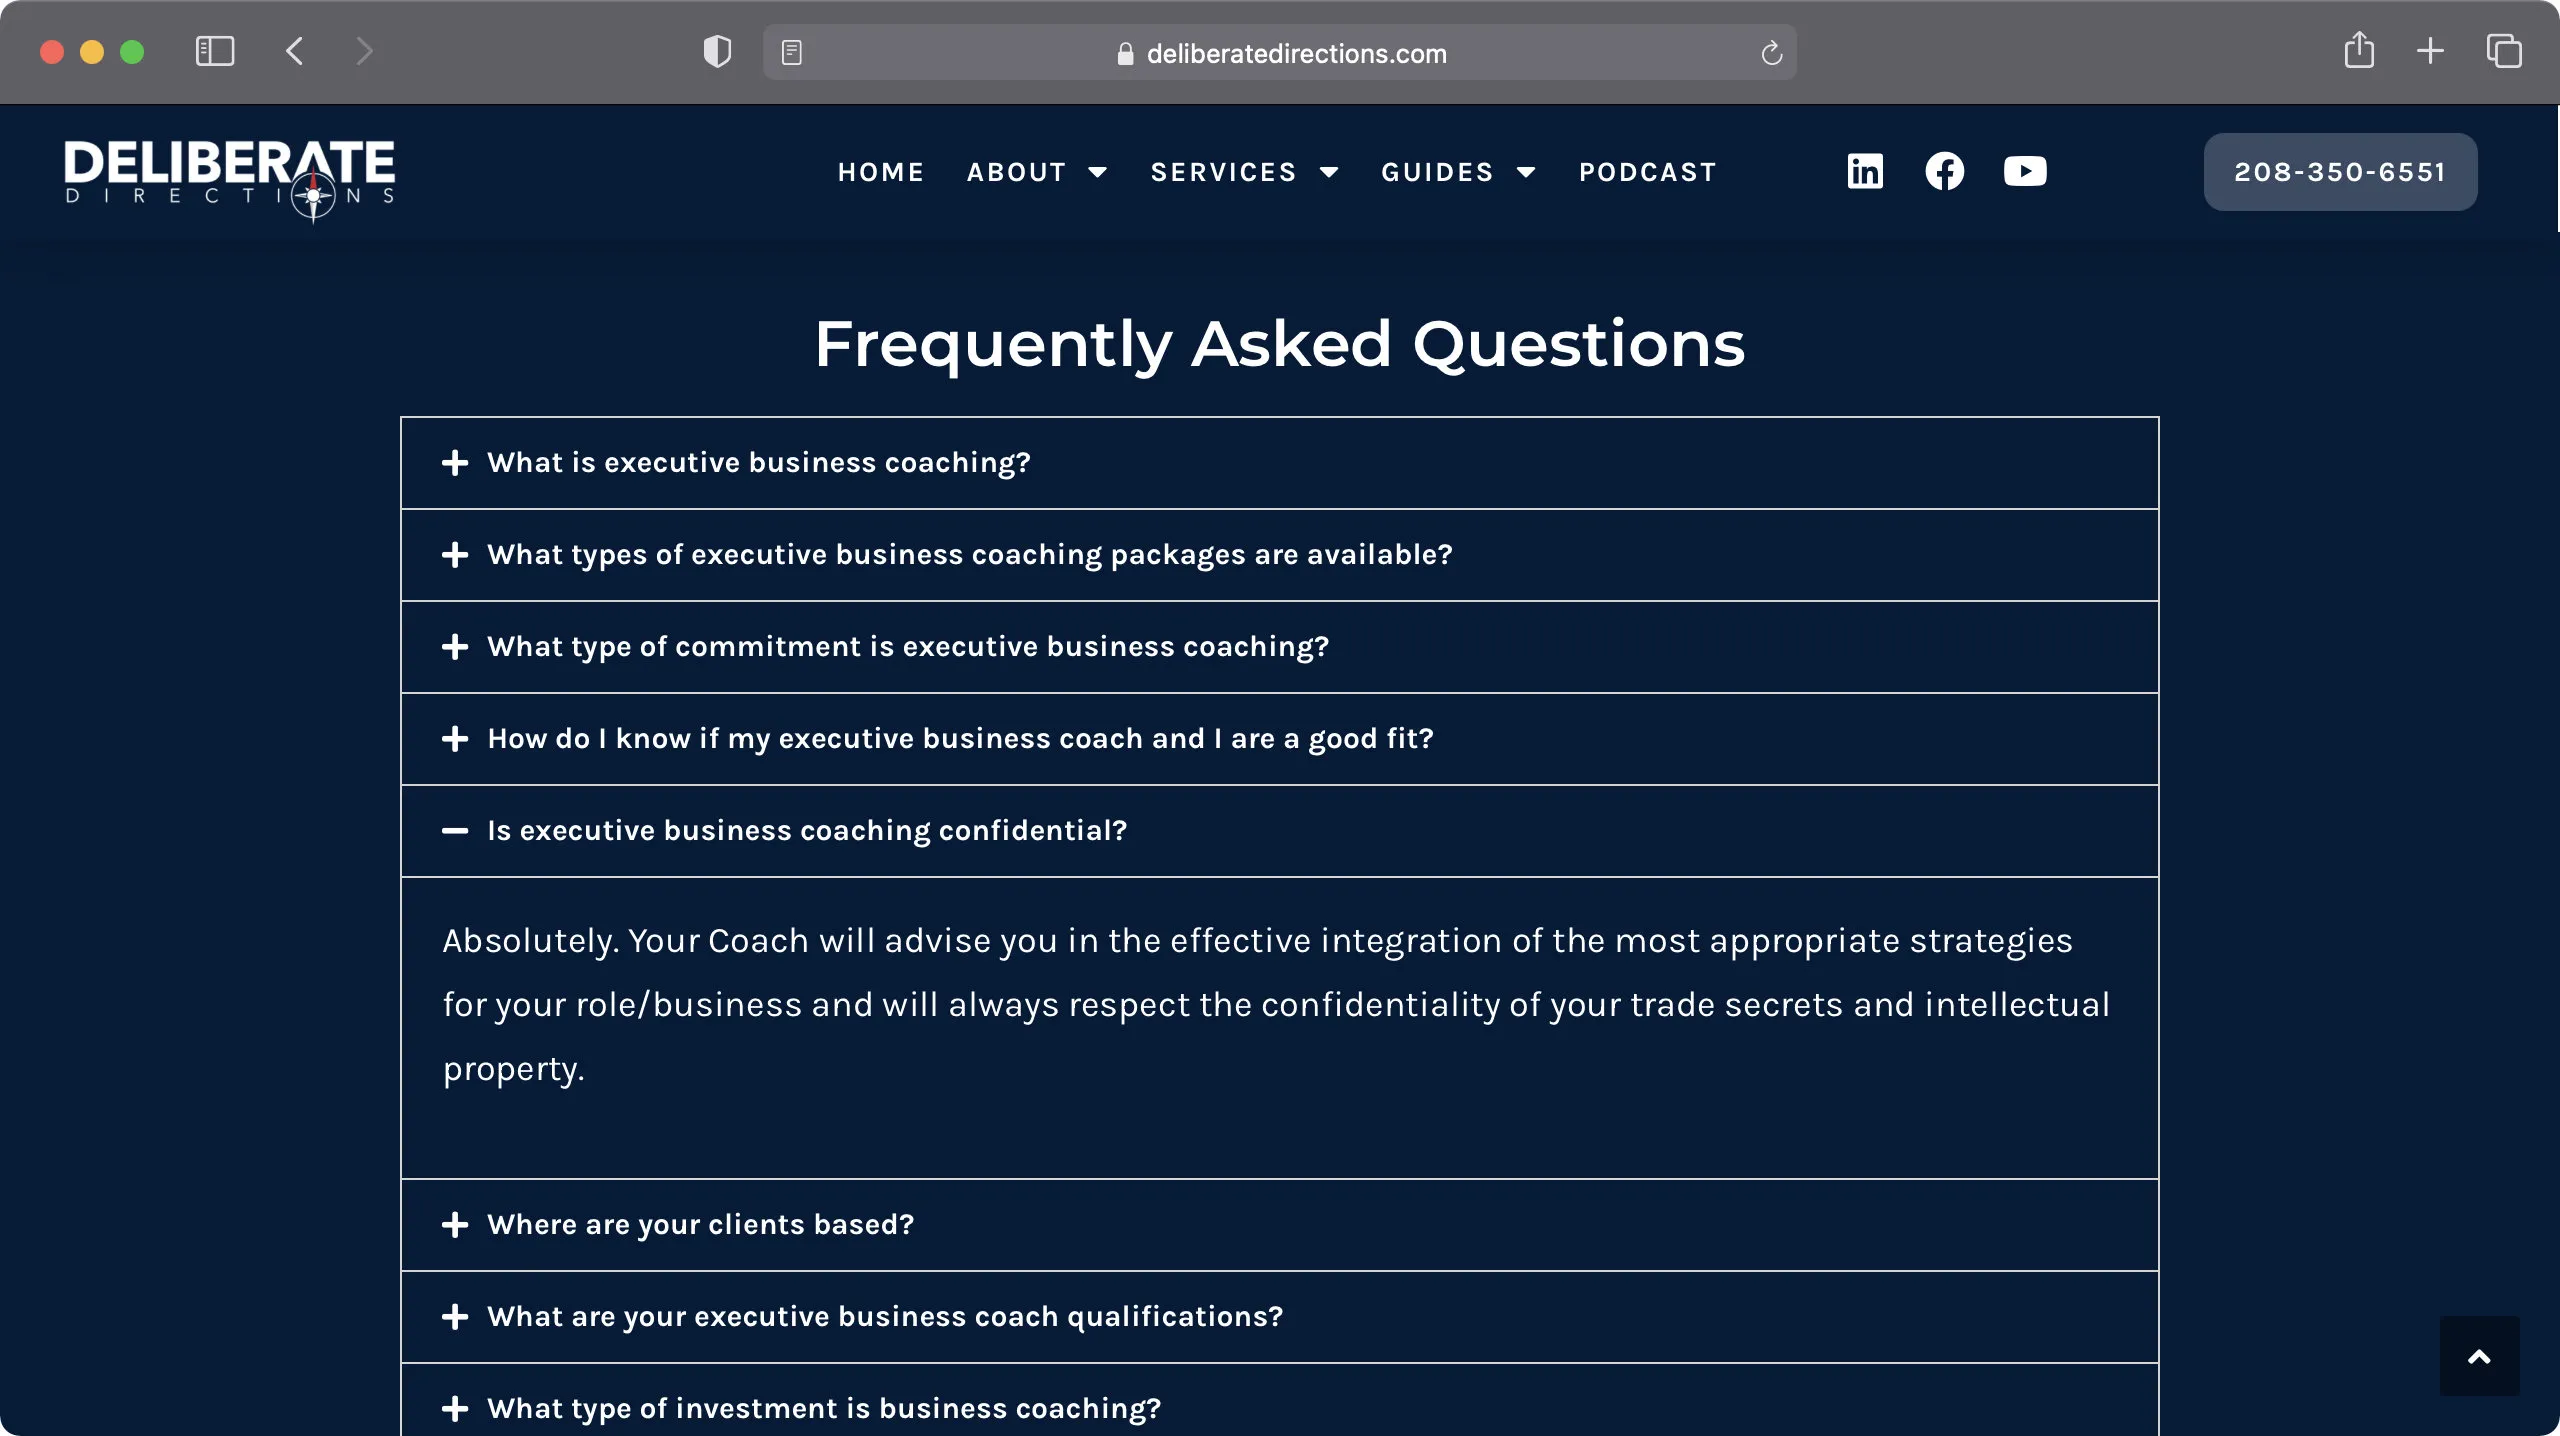 deliberatedirections.com
DELIBERATE
DIRECTIONS
HOME ABOUT SERVICES GUIDES PODCAST 208-350-6551
Frequently Asked Questions
What is executive business coaching?
What types of executive business coaching packages are available?
What type of commitment is executive business coaching?
How do I know if my executive business coach and I are a good fit?
Is executive business coaching confidential?
Absolutely. Your Coach will advise you in the effective integration of the most appropriate strategies
for your role/business and will always respect the confidentiality of your trade secrets and intellectual
property.
Where are your clients based?
What are your executive business coach qualifications?
What type of investment is business coaching?